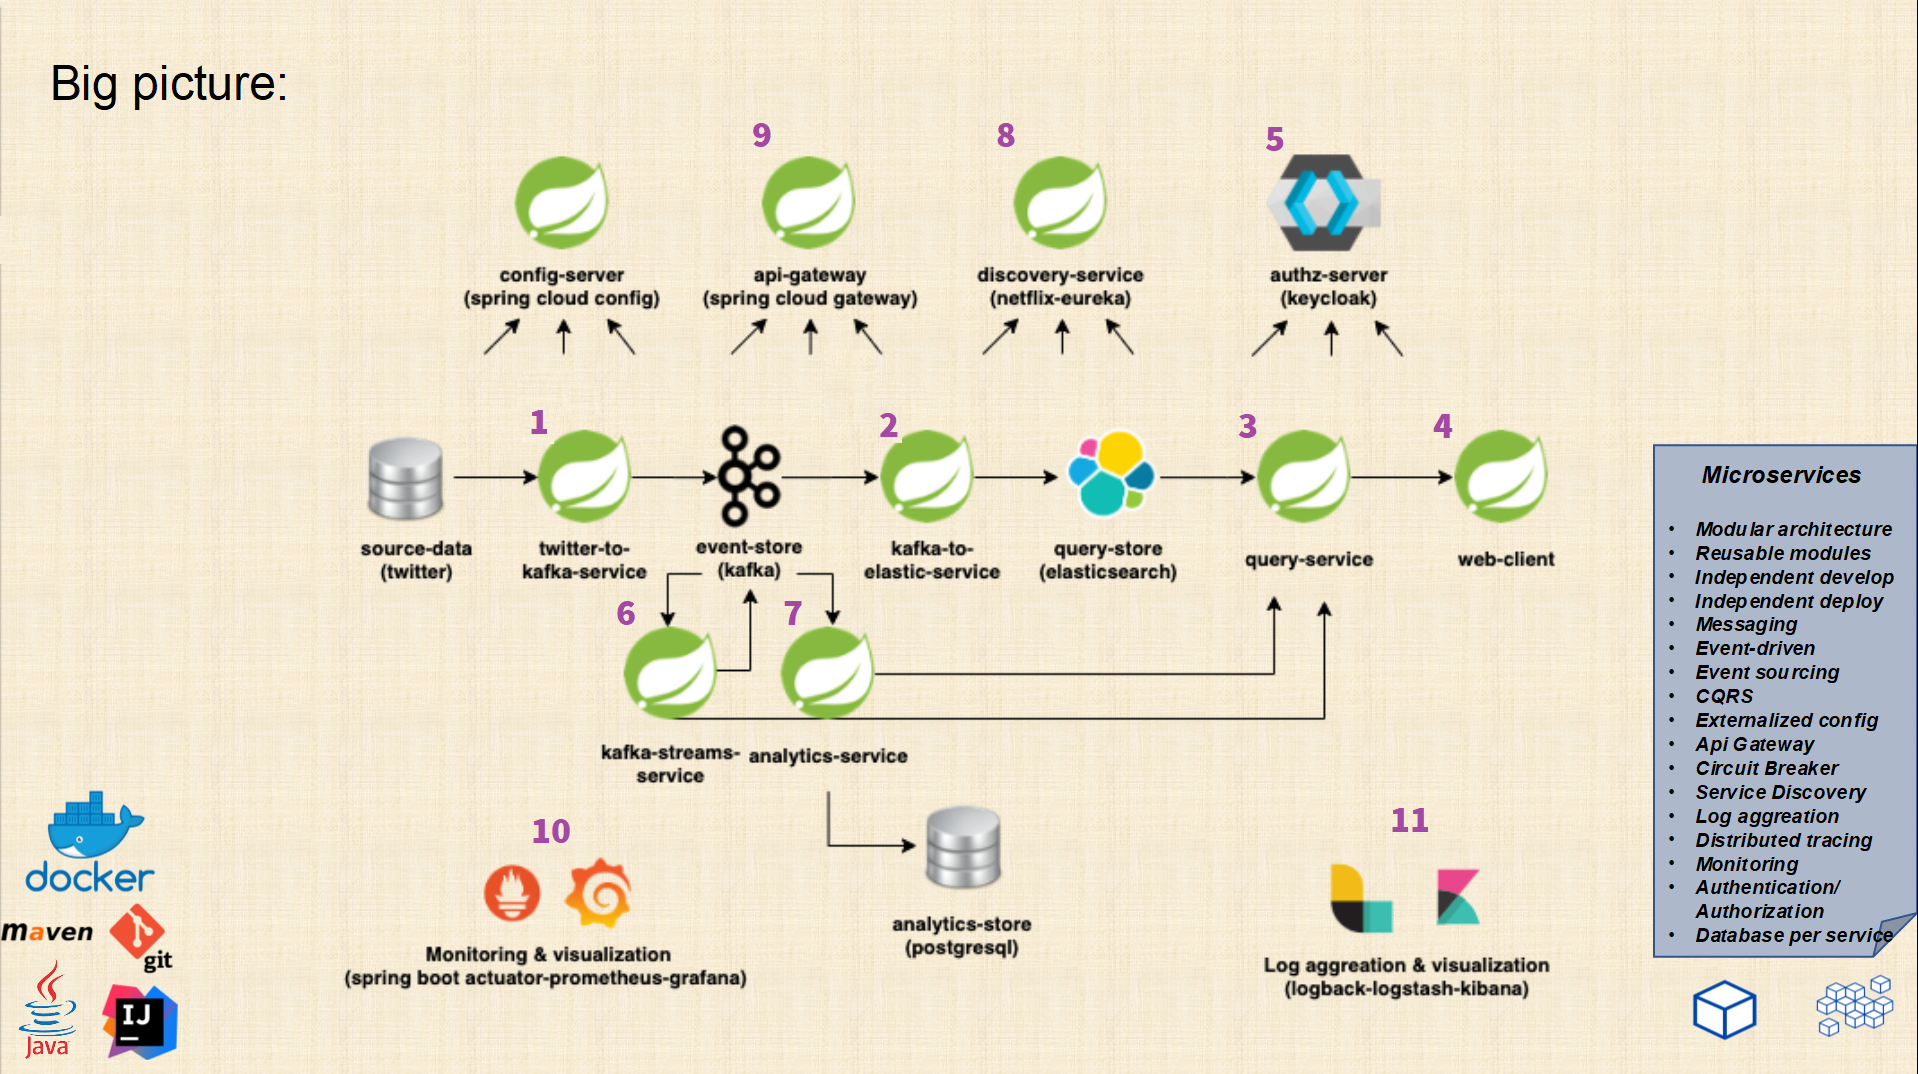 Big picture:
9
8
5
config-server
(spring cloud config)
api-gateway
(spring cloud gateway)
discovery-service
(netflix-eureka)
authz-server
(keycloak)
1
2
3
4
source-data
(twitter)
twitter-to-
kafka-service
event-store
(kafka)
kafka-to-
elastic-service
query-store
(elasticsearch)
query-service
web-client
6
7
kafka-streams-
service
analytics-service
10
Monitoring & visualization
(spring boot actuator-prometheus-grafana)
analytics-store
(postgresql)
11
Log aggreation & visualization
(logback-logstash-kibana)
Microservices
• Modular architecture
• Reusable modules
• Independent develop
• Independent deploy
• Messaging
• Event-driven
• Event sourcing
• CQRS
• Externalized config
• Api Gateway
• Circuit Breaker
• Service Discovery
• Log aggreation
• Distributed tracing
• Monitoring
• Authentication/
Authorization
• Database per service
docker
maven
git
Java
IJ